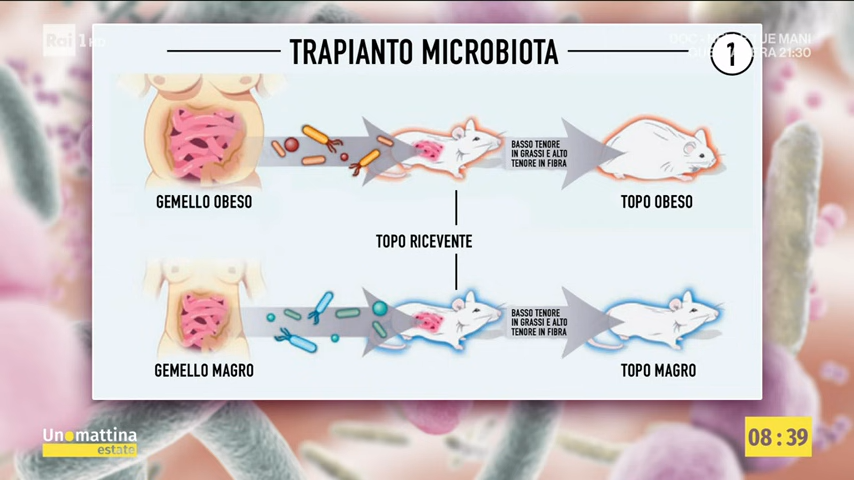 Rai 1 HD
TRAPIANTO MICROBIOTA
1
21:30
BASSO TENORE
IN GRASSI E ALTO
TENORE IN FIBRA
GEMELLO OBESO
TOPO OBESO
TOPO RICEVENTE
BASSO TENORE
IN GRASSI E ALTO
TENORE IN FIBRA
GEMELLO MAGRO
TOPO MAGRO
Unomattina
estate
08:39